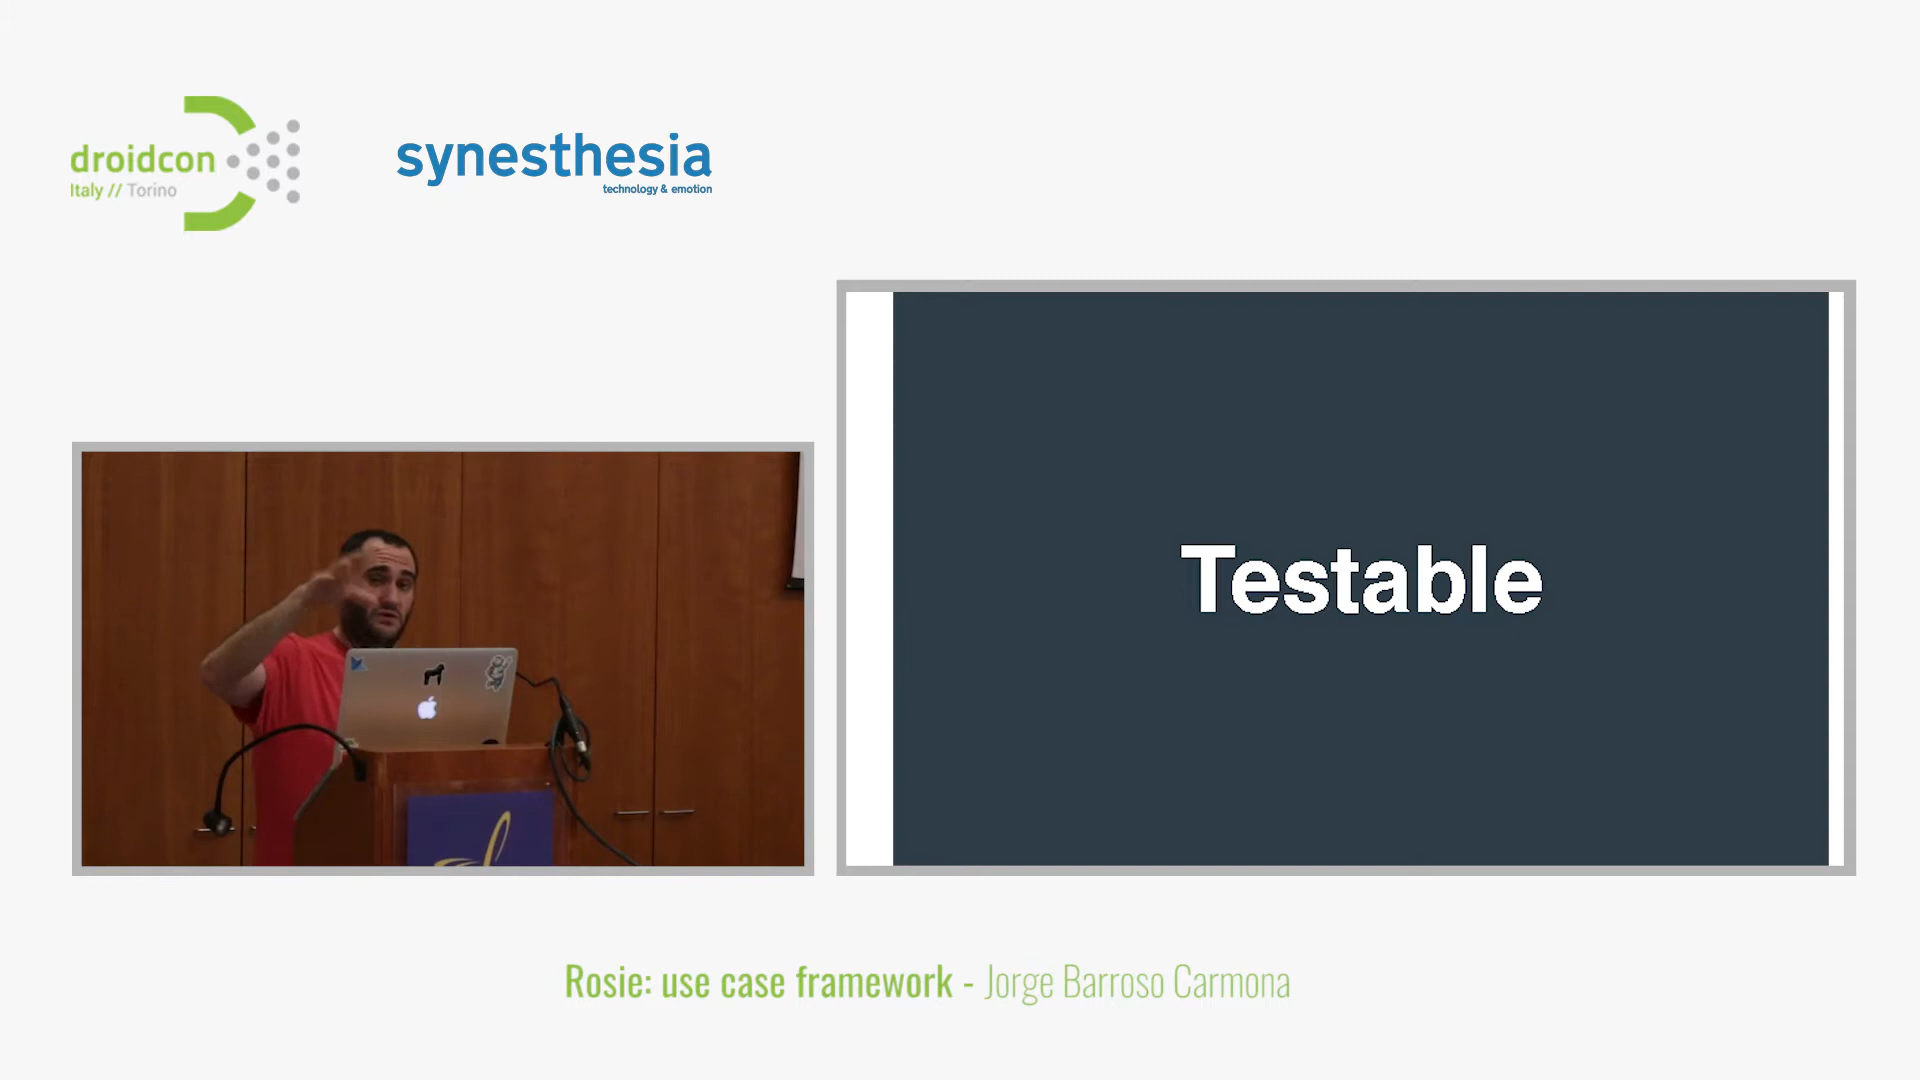 droidcon
Italy // Torino
synesthesia
technology & emotion
Testable
Rosie: use case framework - Jorge Barroso Carmona